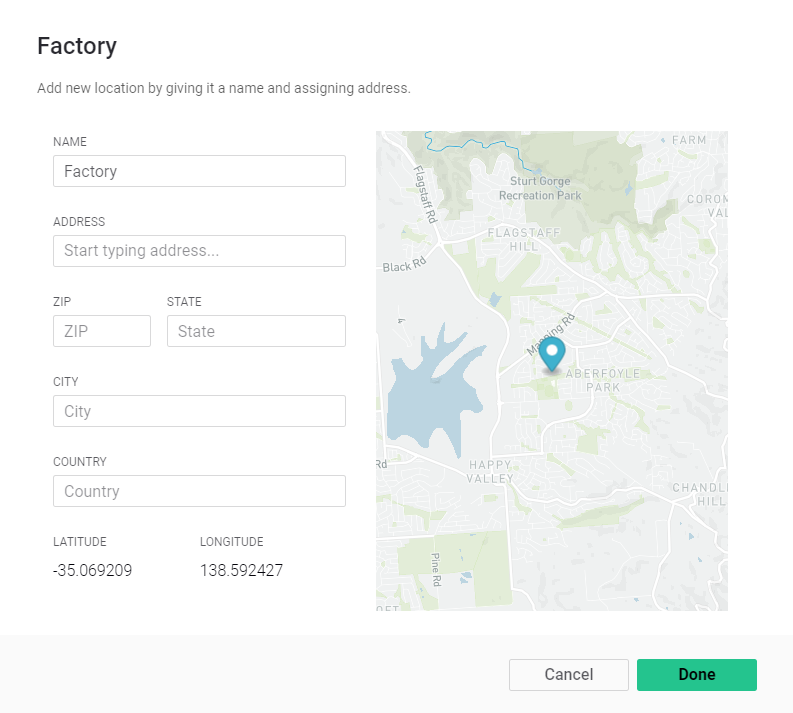 Factory
Add new location by giving it a name and assigning address.
NAME
Factory
ADDRESS
Start typing address...
ZIP
STATE
ZIP
State
CITY
City
COUNTRY
Country
LATITUDE
LONGITUDE
-35.069209
138.592427
FARM
Sturt Gorge
Recreation Park
Flagstaff Rd
COROM
VAL
FLAGSTAFF
HILL
Black Rd
Manning Rd
ABERFOYLE
PARK
Rd
HAPPY
VALLEY
CHANDL
HILL
Pine Rd
OFT
Cancel
Done